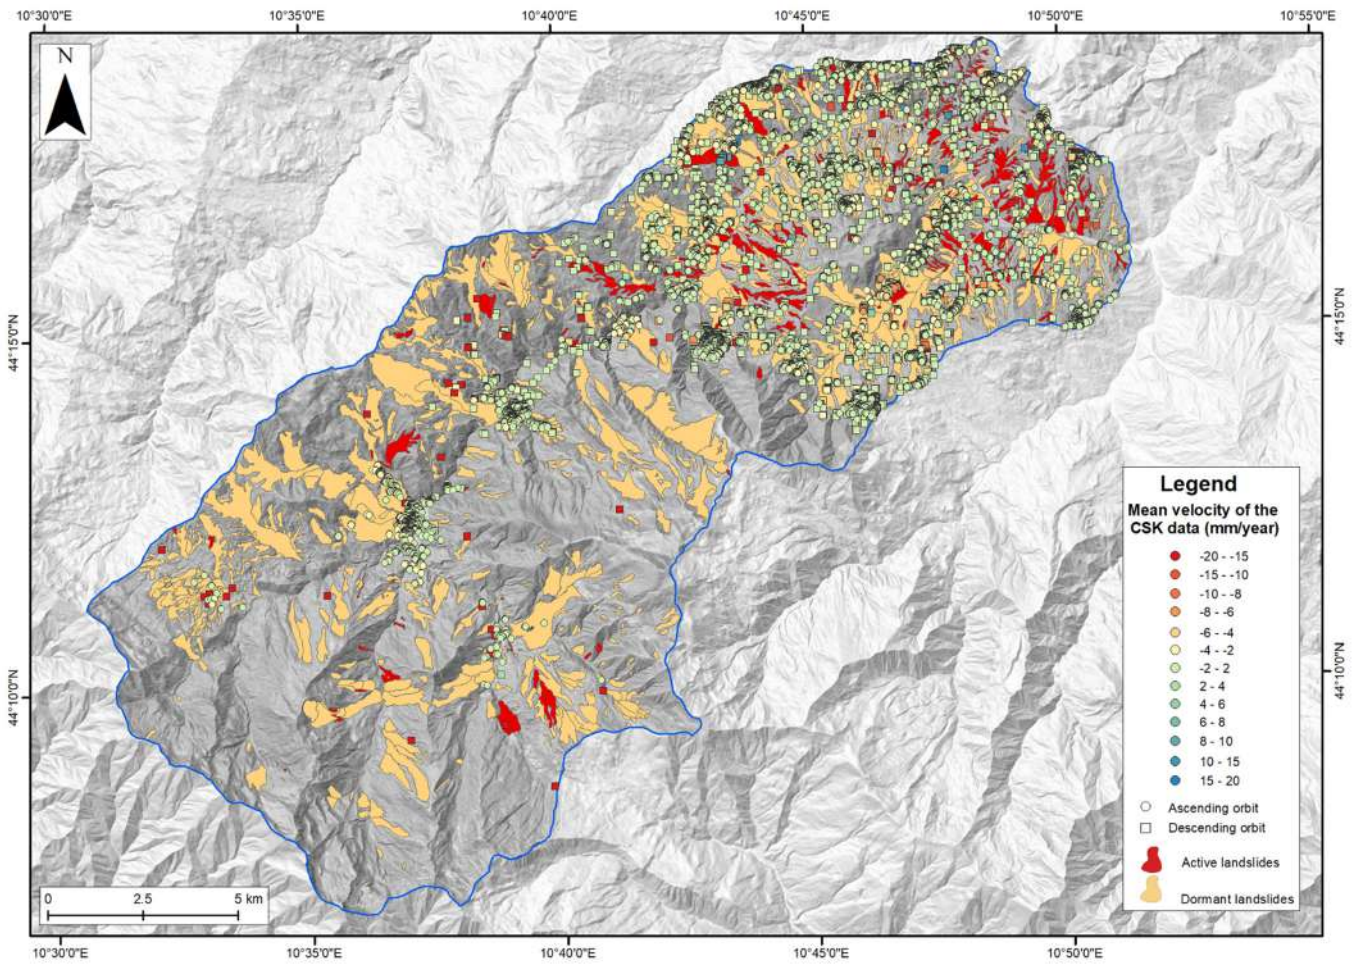 10°30'0"E 10°35'0"E 10°40'0"E 10°45'0"E 10°50'0"E 10°55'0"E
N
44°15'0"N 44°15'0"N
44°10'0"N 44°10'0"N
Legend
Mean velocity of the
CSK data (mm/year)
-20 - -15
-15 - -10
-10 - -8
-8 - -6
-6 - -4
-4 - -2
-2 - 2
2 - 4
4 - 6
6 - 8
8 - 10
10 - 15
15 - 20
Ascending orbit
Descending orbit
Active landslides
Dormant landslides
0 2.5 5 km
10°30'0"E 10°35'0"E 10°40'0"E 10°45'0"E 10°50'0"E